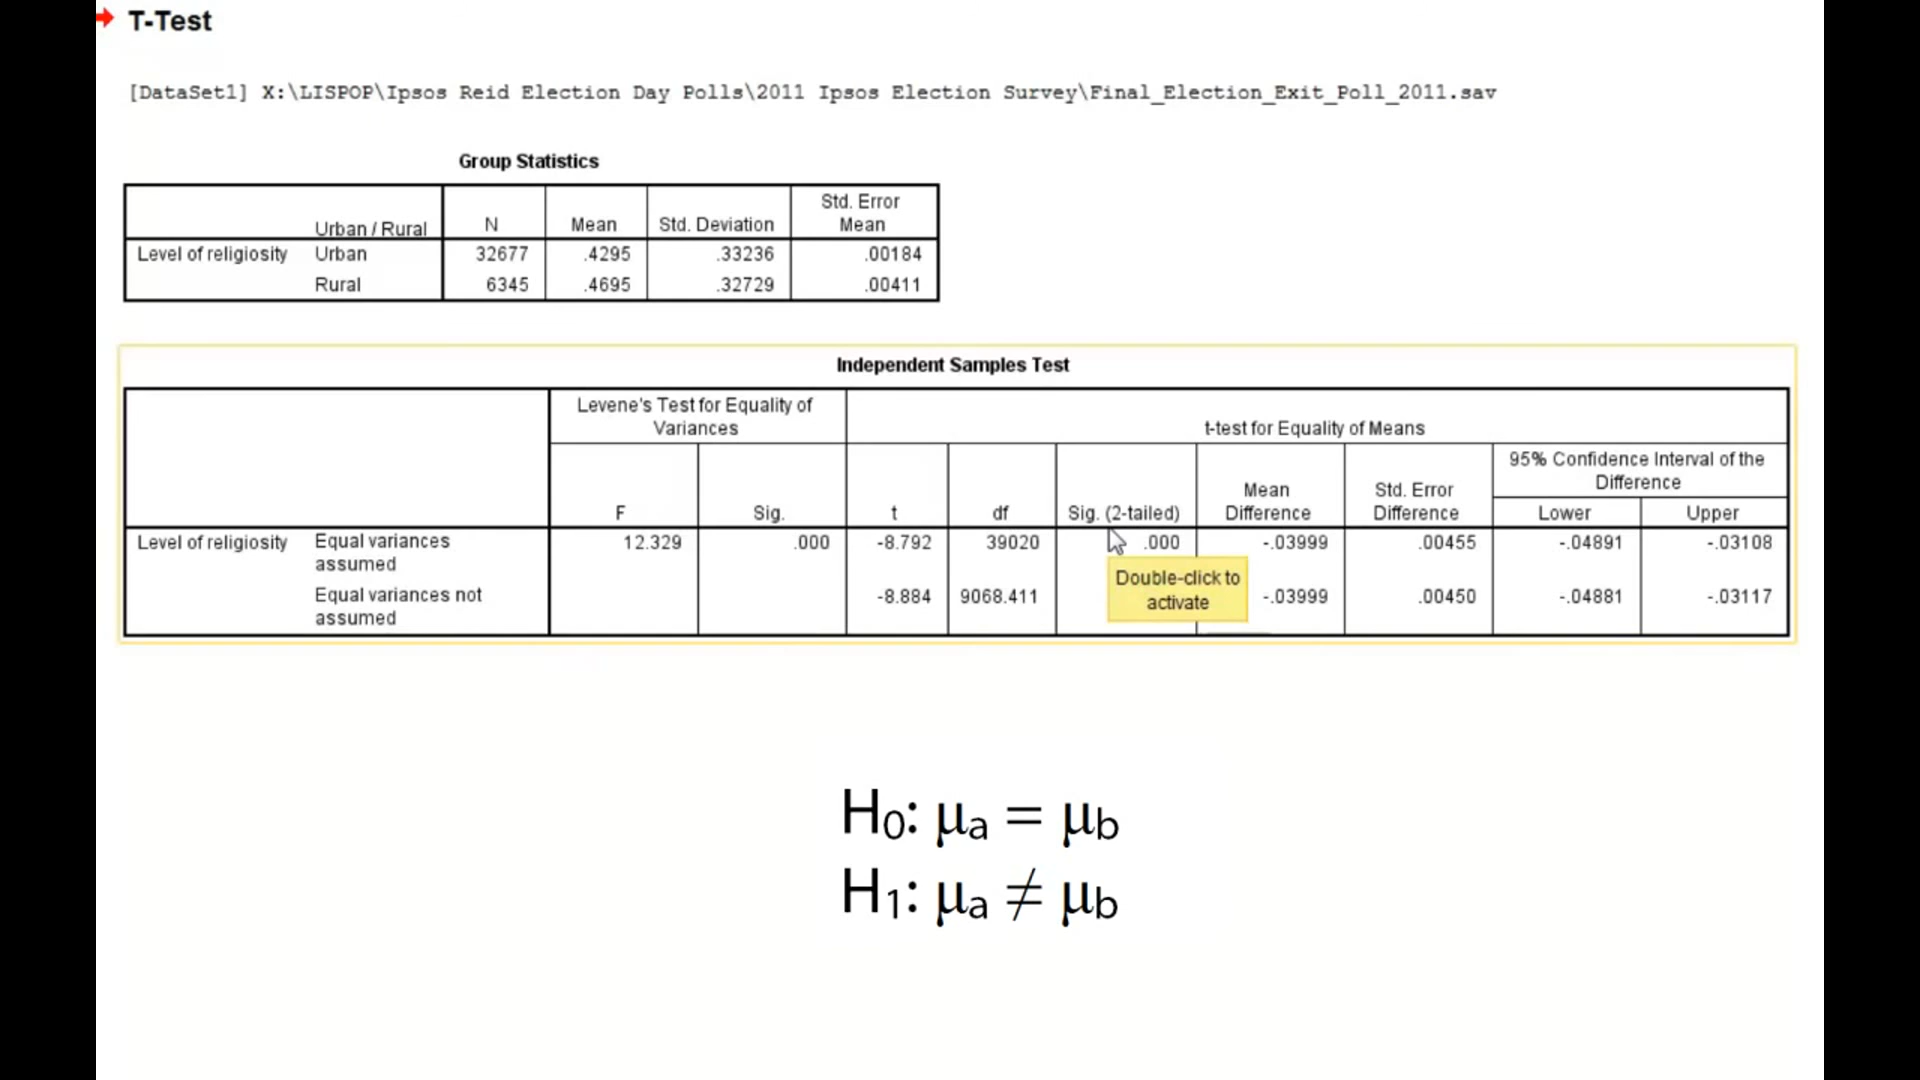 T-Test
[DataSet1] X:\LISPOP\Ipsos Reid Election Day Polls\2011 Ipsos Election Survey\Final_Election_Exit_Poll_2011.sav
Group Statistics
Urban / Rural N Mean Std. Deviation Std. Error Mean
Level of religiosity Urban 32677 .4295 .33236 .00184
Rural 6345 .4695 .32729 .00411
Independent Samples Test
Levene's Test for Equality of Variances t-test for Equality of Means
95% Confidence Interval of the Difference
F Sig. t df Sig. (2-tailed) Mean Difference Std. Error Difference Lower Upper
Level of religiosity Equal variances assumed 12.329 .000 -8.792 39020 .000 -.03999 .00455 -.04891 -.03108
Equal variances not assumed -8.884 9068.411 -.03999 .00450 -.04881 -.03117
Double-click to
activate
H0: μa = μb
H1: μa ≠ μb